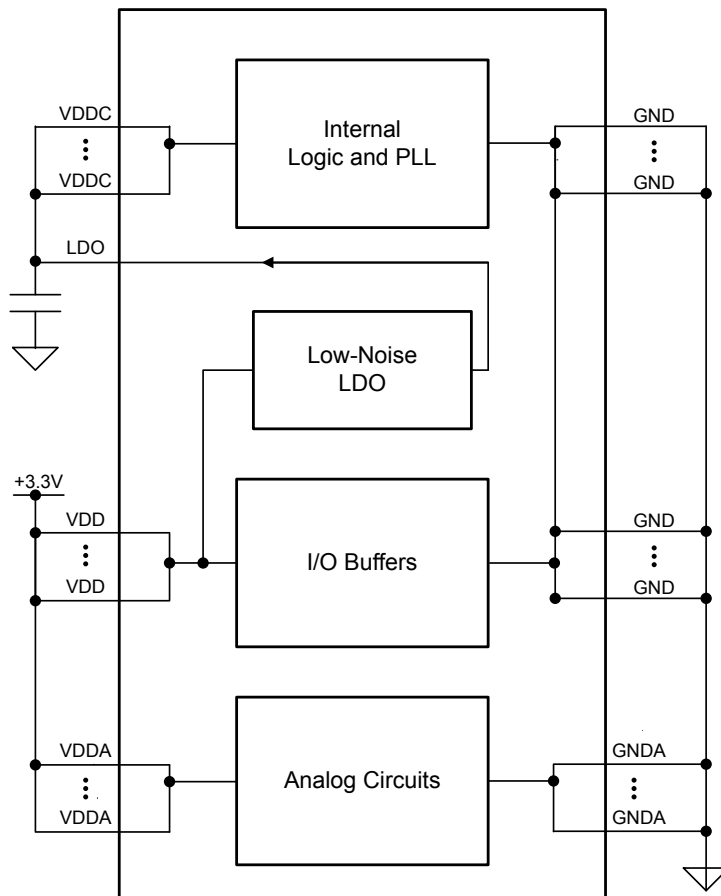 VDDC
VDDC
LDO
Internal
Logic and PLL
GND
GND
Low-Noise
LDO
+3.3V
VDD
VDD
I/O Buffers
GND
GND
VDDA
VDDA
Analog Circuits
GNDA
GNDA